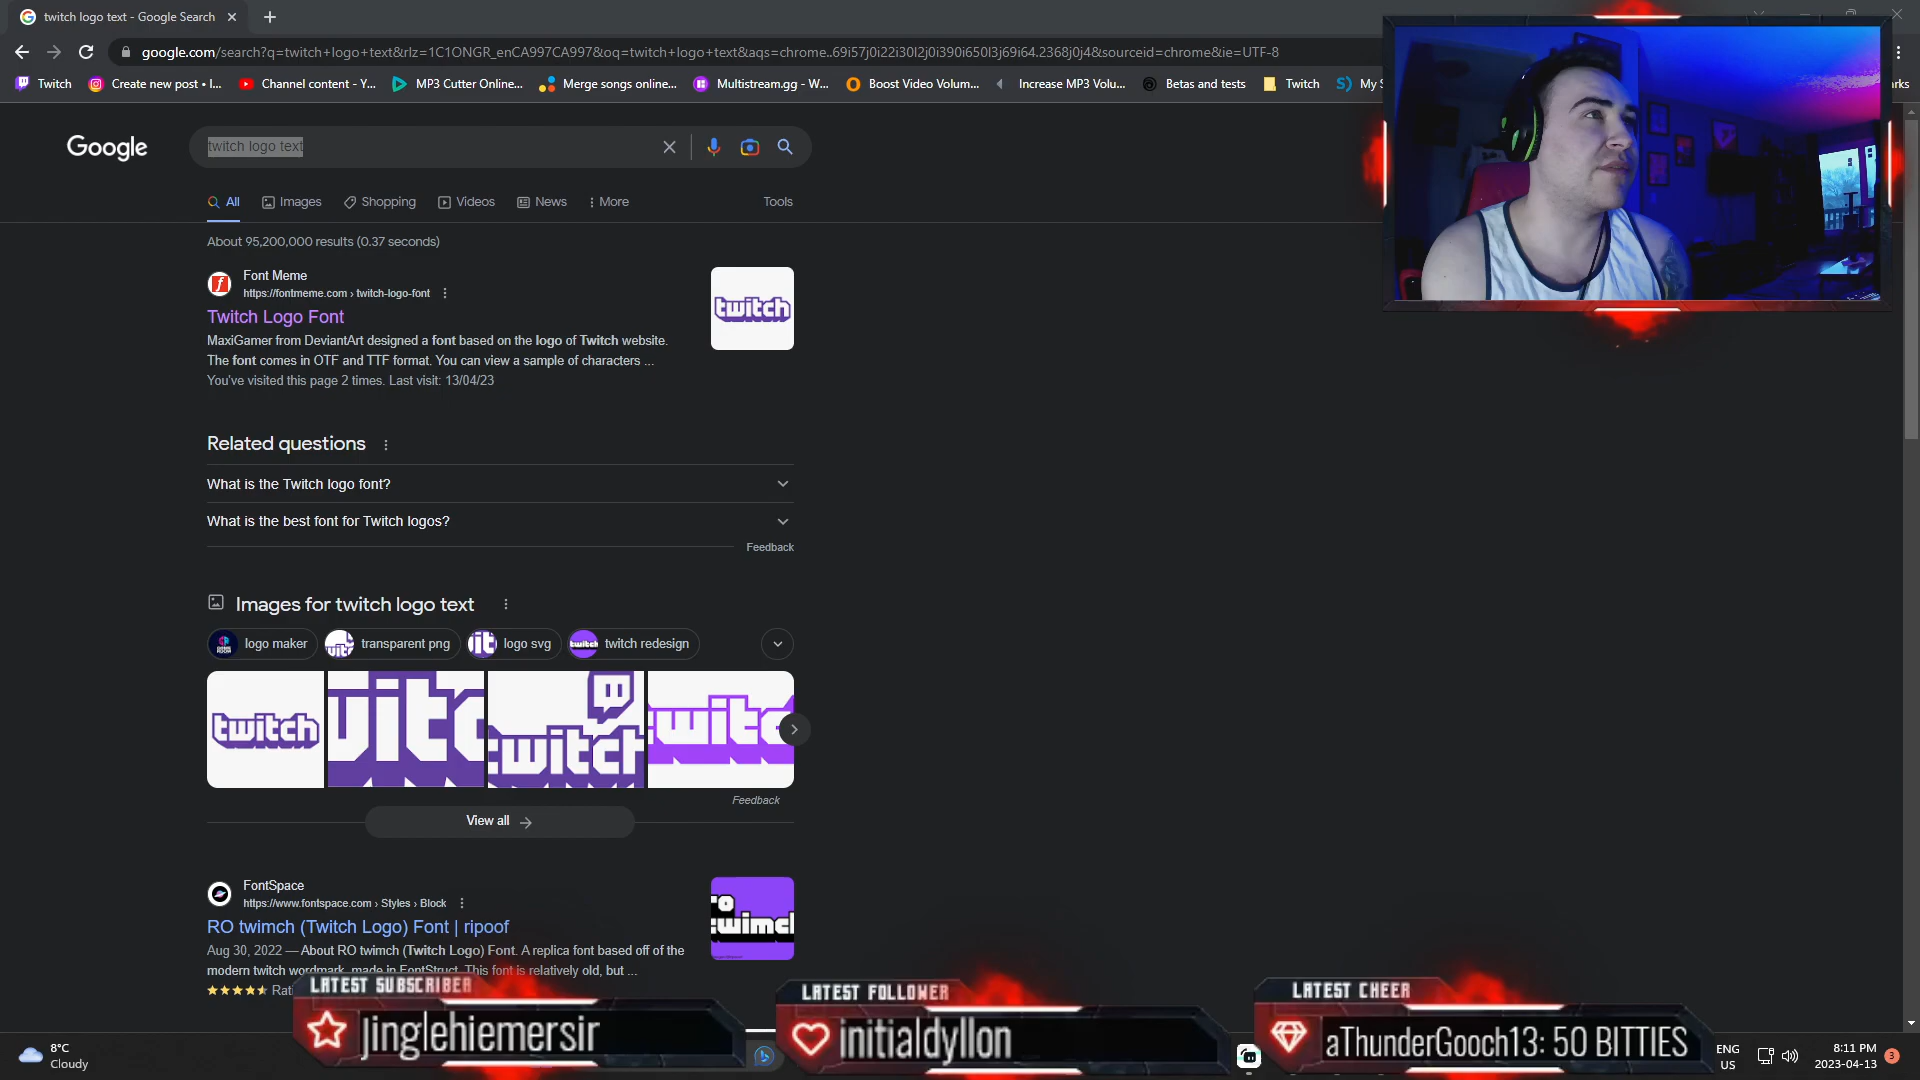 twitch logo text - Google Search
google.com/search?q=twitch+logo+text&rlz=1C1ONGR_enCA997CA997&oq=twitch+logo+text&aqs=chrome..69i57j0i22i30l2j0i390i650l3j69i64.2368j0j4&sourceid=chrome&ie=UTF-8
Twitch
Create new post • I...
Channel content - Y...
MP3 Cutter Online...
Merge songs online...
Multistream.gg - W...
Boost Video Volum...
Increase MP3 Volu...
Betas and tests
Twitch
My S
rks
Google
twitch logo text
All
Images
Shopping
Videos
News
More
Tools
About 95,200,000 results (0.37 seconds)
Font Meme
https://fontmeme.com › twitch-logo-font
Twitch Logo Font
MaxiGamer from DeviantArt designed a font based on the logo of Twitch website.
The font comes in OTF and TTF format. You can view a sample of characters ...
You've visited this page 2 times. Last visit: 13/04/23
twitch
Related questions
What is the Twitch logo font?
What is the best font for Twitch logos?
Feedback
Images for twitch logo text
logo maker
transparent png
logo svg
twitch redesign
twitch
witc
twitch
twitc
Feedback
View all
FontSpace
https://www.fontspace.com › Styles › Block
RO twimch (Twitch Logo) Font | ripoof
Aug 30, 2022 — About RO twimch (Twitch Logo) Font. A replica font based off of the
modern twitch wordmark, made in FontStruct. This font is relatively old, but ...
Rati
ro
twimch
LATEST SUBSCRIBER
Jinglehiemersir
LATEST FOLLOWER
initialdyllon
LATEST CHEER
aThunderGooch13: 50 BITTIES
8°C
Cloudy
ENG
US
8:11 PM
2023-04-13
3